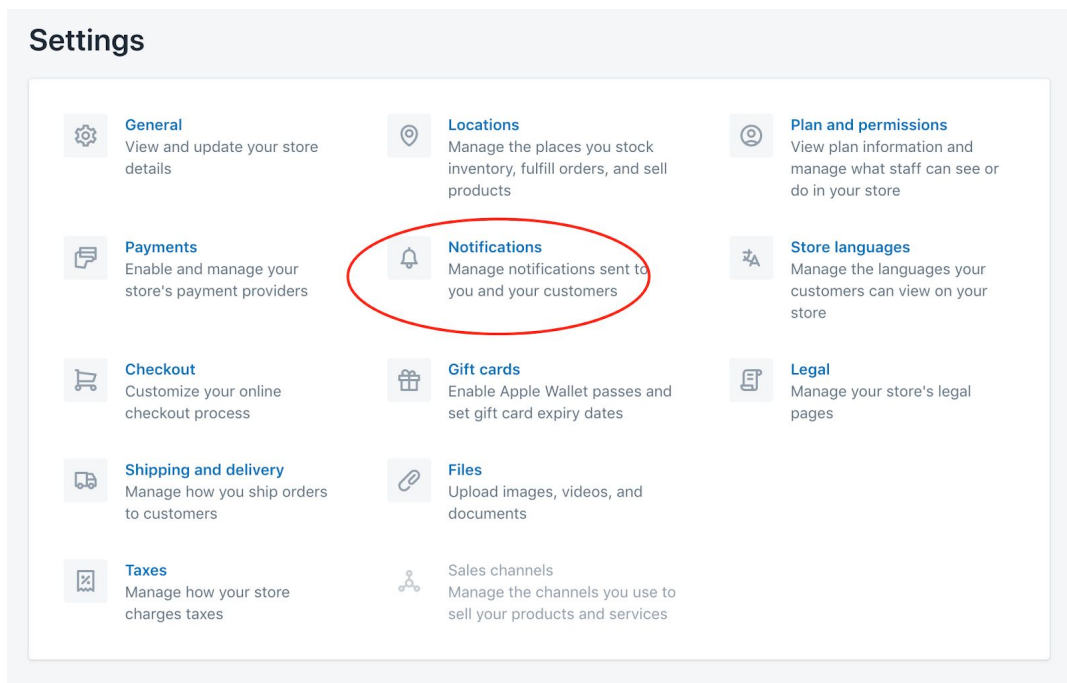 Settings
General
View and update your store
details
Locations
Manage the places you stock
inventory, fulfill orders, and sell
products
Plan and permissions
View plan information and
manage what staff can see or
do in your store
Payments
Enable and manage your
store's payment providers
Notifications
Manage notifications sent to
you and your customers
Store languages
Manage the languages your
customers can view on your
store
Checkout
Customize your online
checkout process
Gift cards
Enable Apple Wallet passes and
set gift card expiry dates
Legal
Manage your store's legal
pages
Shipping and delivery
Manage how you ship orders
to customers
Files
Upload images, videos, and
documents
Taxes
Manage how your store
charges taxes
Sales channels
Manage the channels you use to
sell your products and services